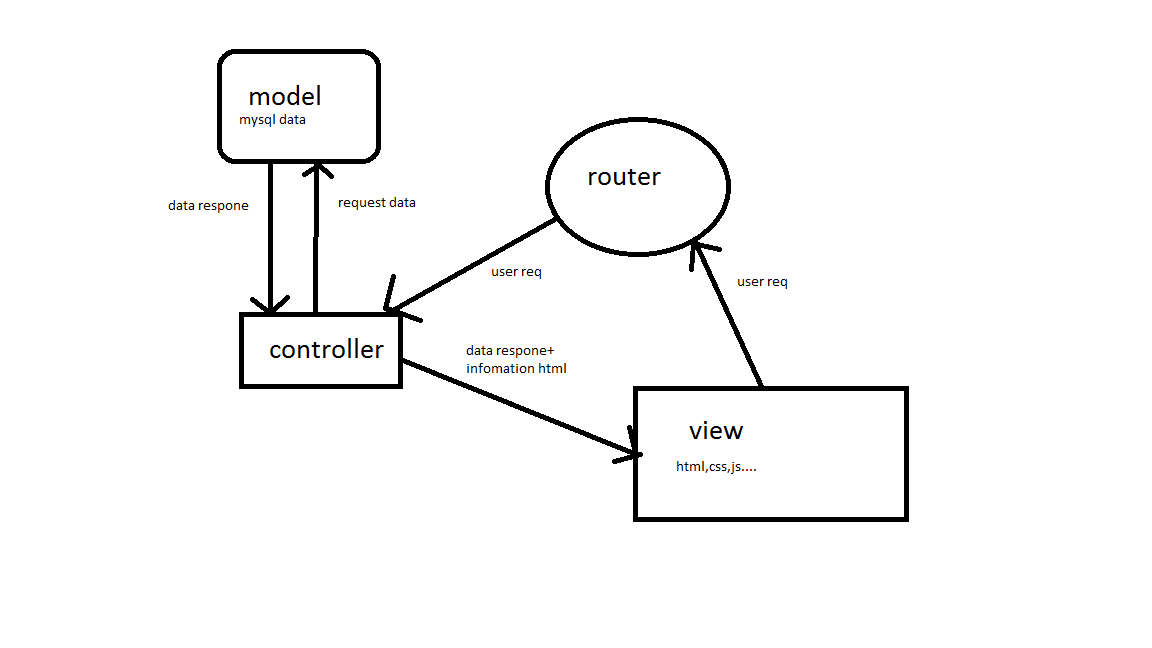 model
mysql data
router
data respone
request data
user req
user req
controller
data respone+
infomation html
view
html,css,js....